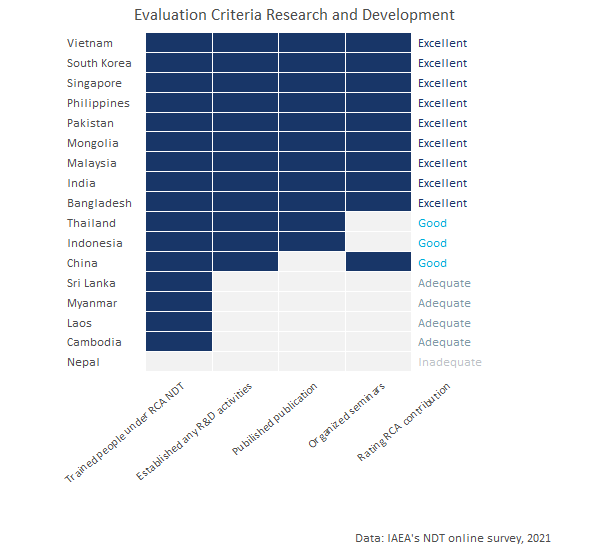 Evaluation Criteria Research and Development
Vietnam Excellent
South Korea Excellent
Singapore Excellent
Philippines Excellent
Pakistan Excellent
Mongolia Excellent
Malaysia Excellent
India Excellent
Bangladesh Excellent
Thailand Good
Indonesia Good
China Good
Sri Lanka Adequate
Myanmar Adequate
Laos Adequate
Cambodia Adequate
Nepal Inadequate
Trained people under RCA NDT
Established any R&D activities
Pubilished publication
Organized seminars
Rating RCA contribution
Data: IAEA's NDT online survey, 2021